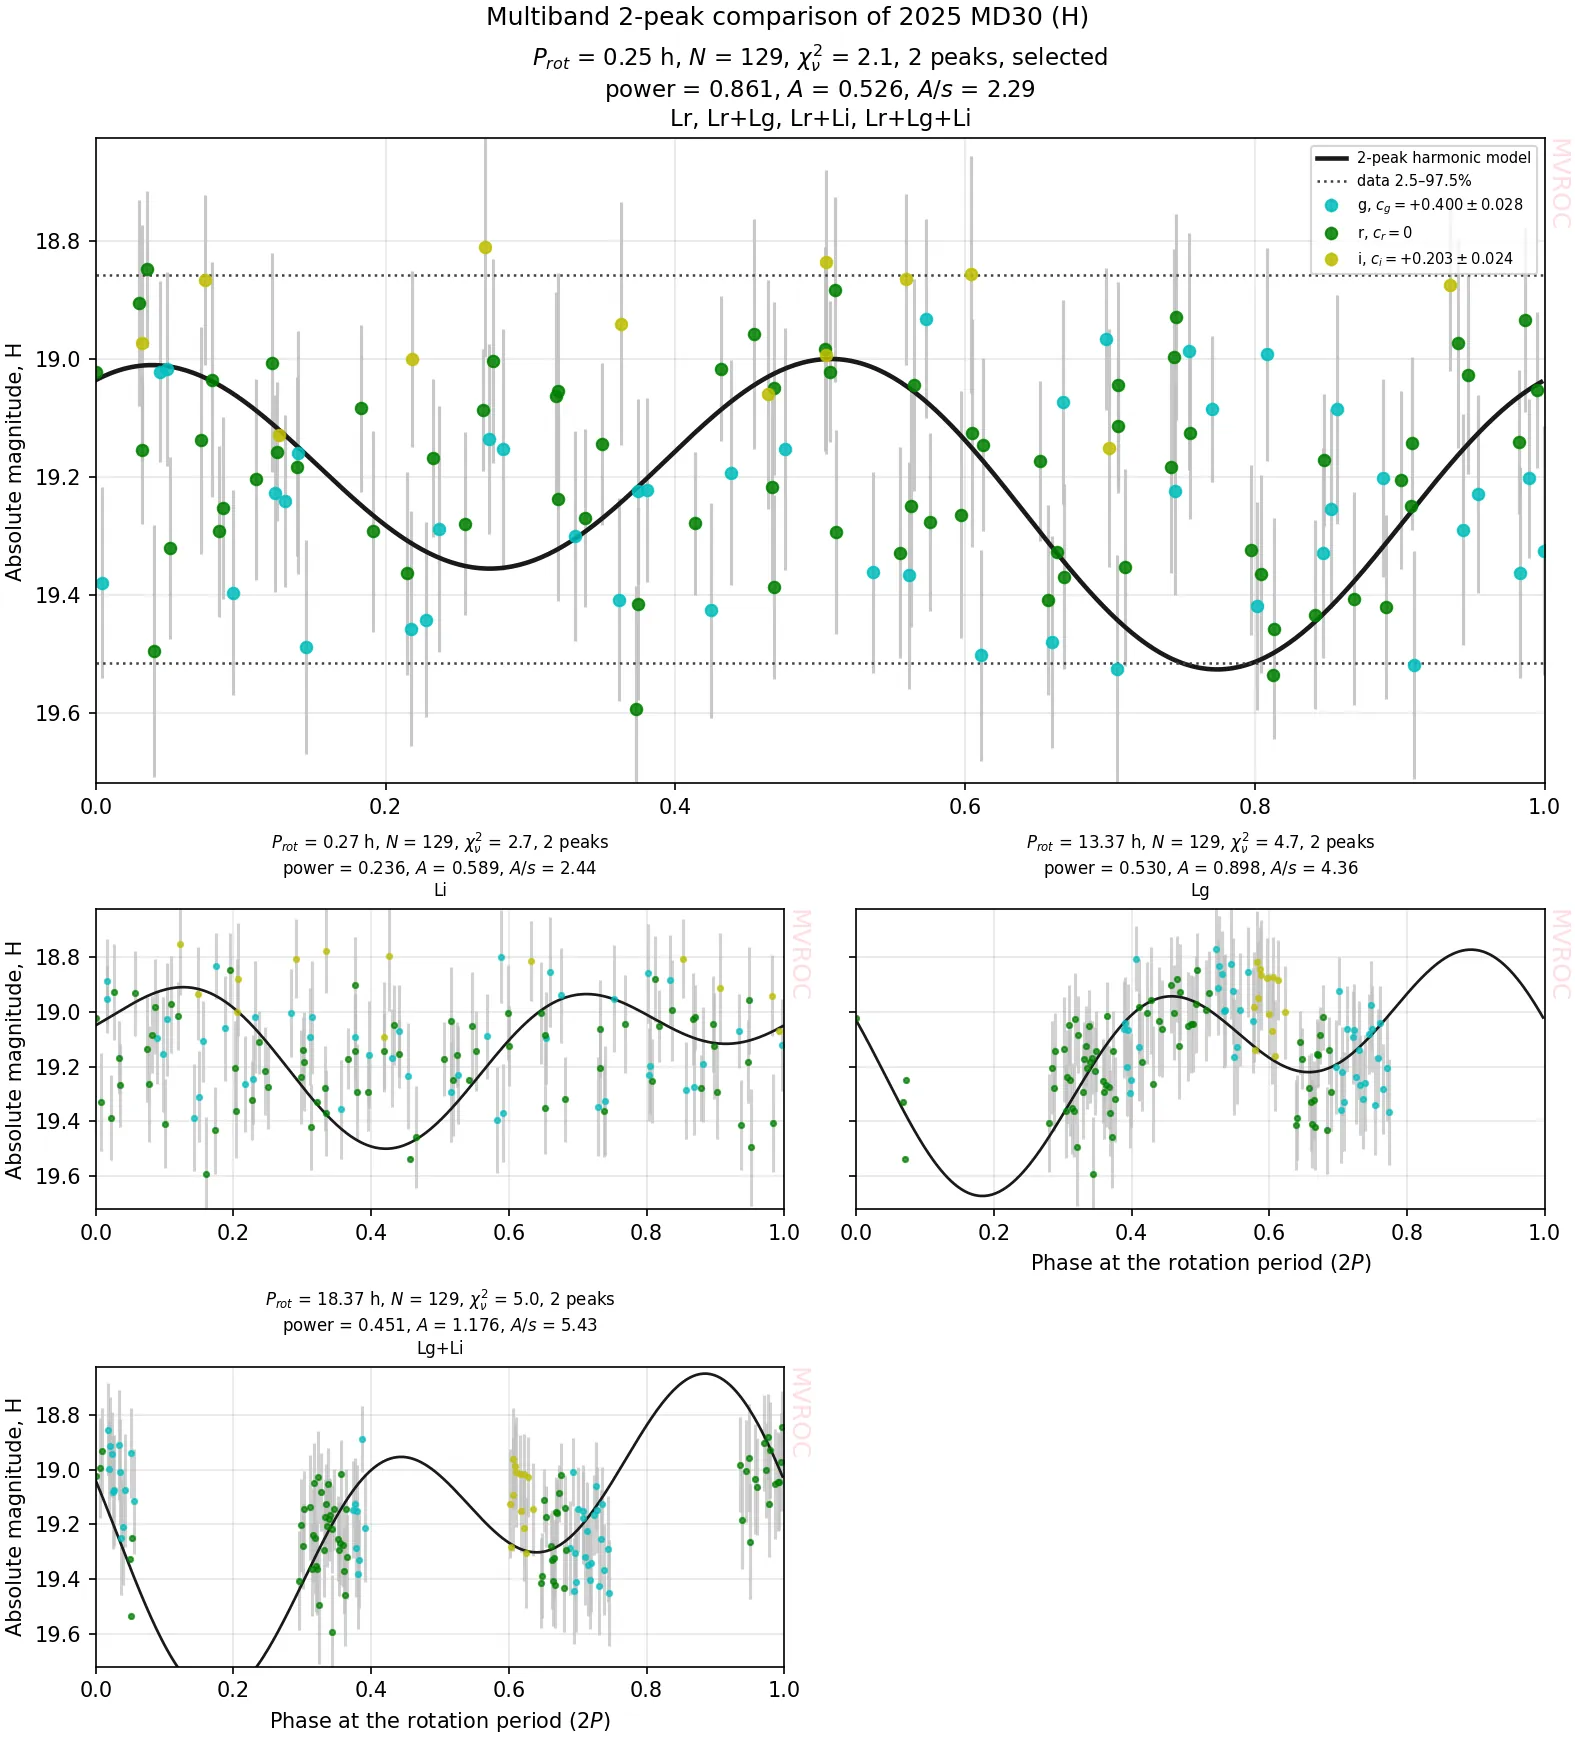 Multiband 2-peak comparison of 2025 MD30 (H)
P_rot = 0.25 h, N = 129, χ²_ν = 2.1, 2 peaks, selected
power = 0.861, A = 0.526, A/s = 2.29
Lr, Lr+Lg, Lr+Li, Lr+Lg+Li
2-peak harmonic model
data 2.5–97.5%
g, c_g = +0.400 ± 0.028
r, c_r = 0
i, c_i = +0.203 ± 0.024
MVROC
Absolute magnitude, H
18.8
19.0
19.2
19.4
19.6
0.0 0.2 0.4 0.6 0.8 1.0
P_rot = 0.27 h, N = 129, χ²_ν = 2.7, 2 peaks
power = 0.236, A = 0.589, A/s = 2.44
Li
MVROC
Absolute magnitude, H
18.8
19.0
19.2
19.4
19.6
0.0 0.2 0.4 0.6 0.8 1.0
P_rot = 13.37 h, N = 129, χ²_ν = 4.7, 2 peaks
power = 0.530, A = 0.898, A/s = 4.36
Lg
MVROC
0.0 0.2 0.4 0.6 0.8 1.0
Phase at the rotation period (2P)
P_rot = 18.37 h, N = 129, χ²_ν = 5.0, 2 peaks
power = 0.451, A = 1.176, A/s = 5.43
Lg+Li
MVROC
Absolute magnitude, H
18.8
19.0
19.2
19.4
19.6
0.0 0.2 0.4 0.6 0.8 1.0
Phase at the rotation period (2P)